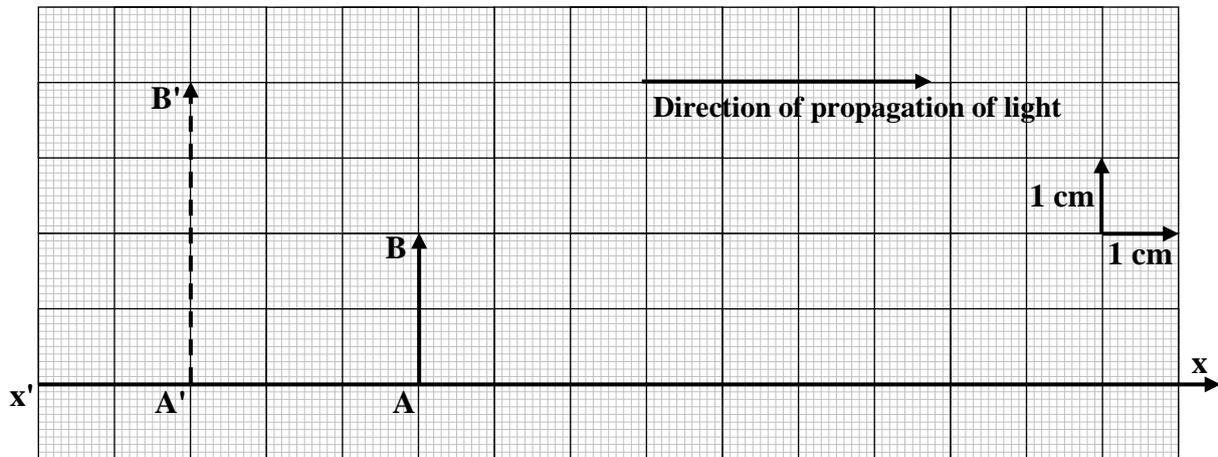 B'
Direction of propagation of light
1 cm
B
1 cm
x
x'
A'
A